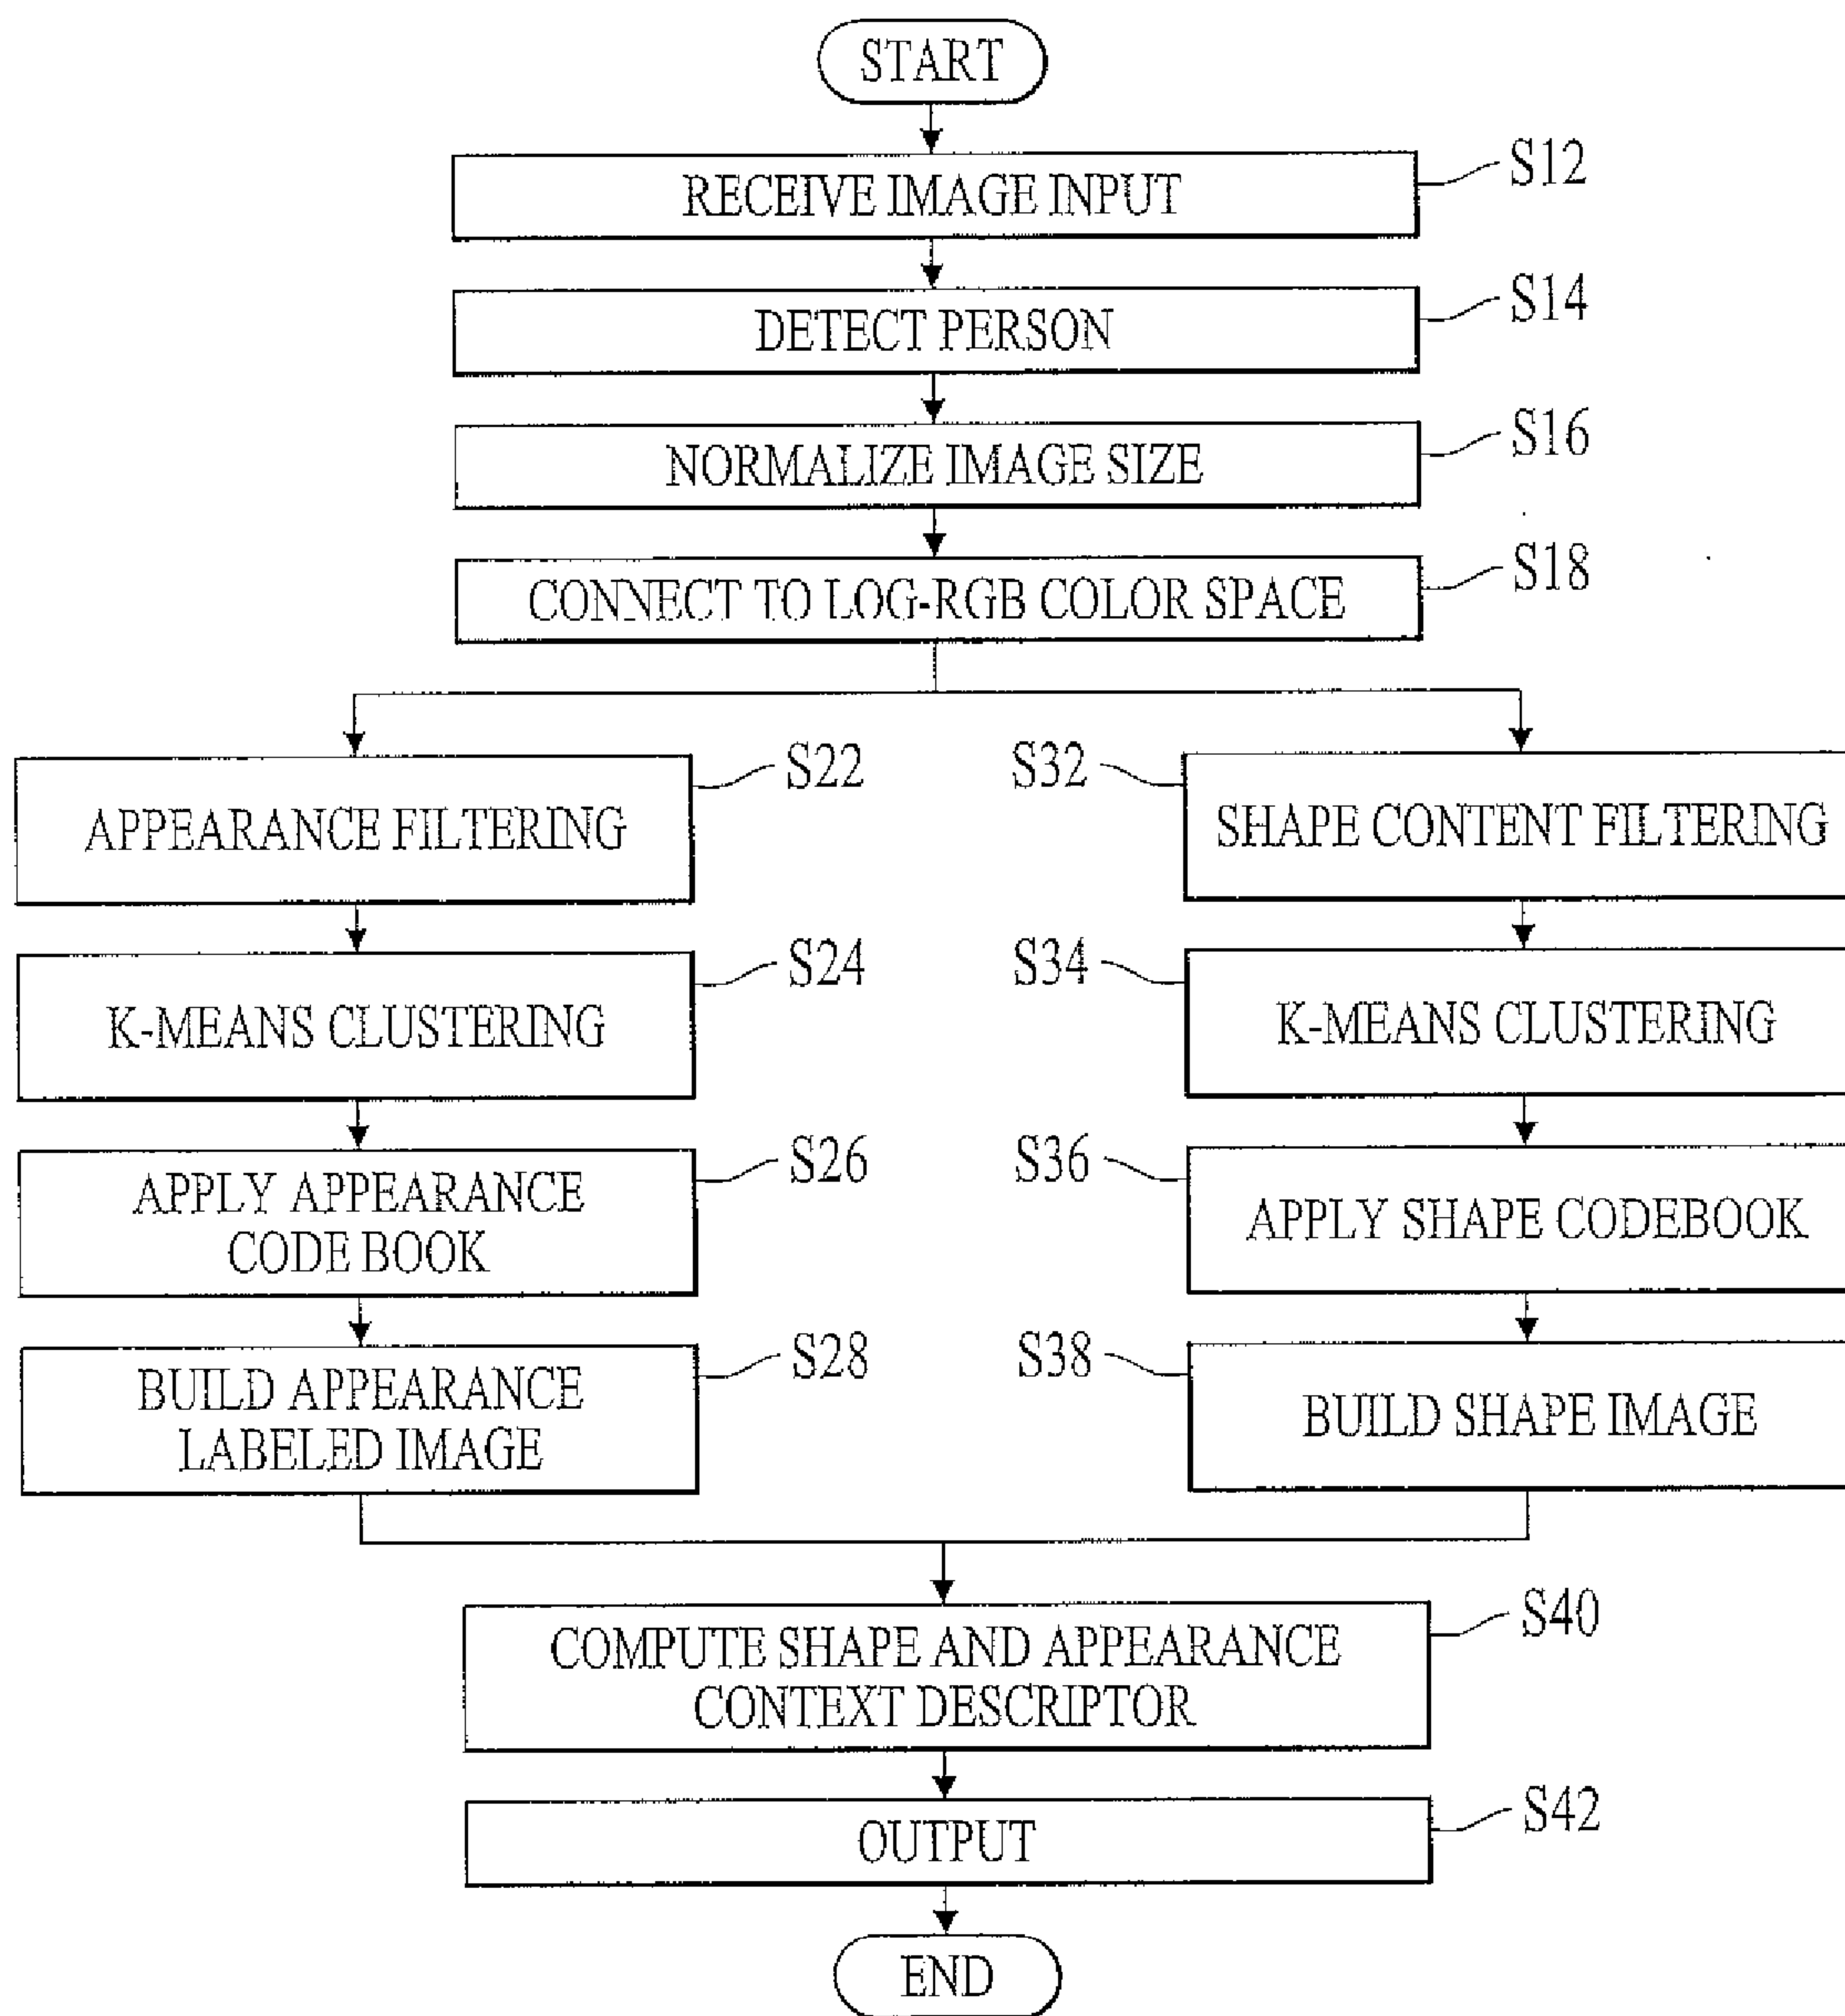 START
RECEIVE IMAGE INPUT
S12
DETECT PERSON
S14
NORMALIZE IMAGE SIZE
S16
CONNECT TO LOG-RGB COLOR SPACE
S18
APPEARANCE FILTERING
S22
S32
SHAPE CONTENT FILTERING
K-MEANS CLUSTERING
S24
S34
K-MEANS CLUSTERING
APPLY APPEARANCE
CODE BOOK
S26
S36
APPLY SHAPE CODEBOOK
BUILD APPEARANCE
LABELED IMAGE
S28
S38
BUILD SHAPE IMAGE
COMPUTE SHAPE AND APPEARANCE
CONTEXT DESCRIPTOR
S40
OUTPUT
S42
END